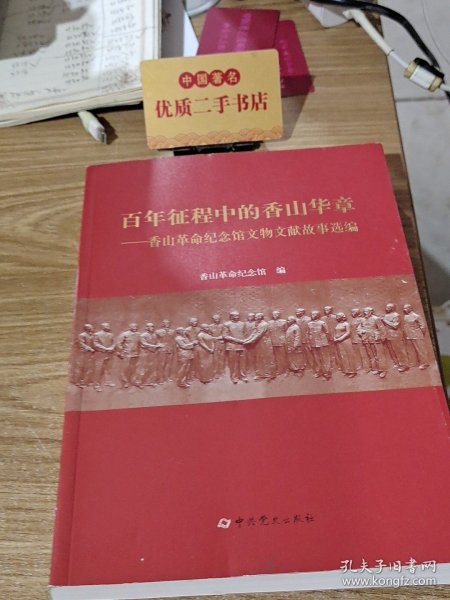 中国著名
优质二手书店
百年征程中的香山华章
——香山革命纪念馆文物文献故事选编
香山革命纪念馆 编
中共党史出版社
孔夫子旧书网
www.kongfz.com